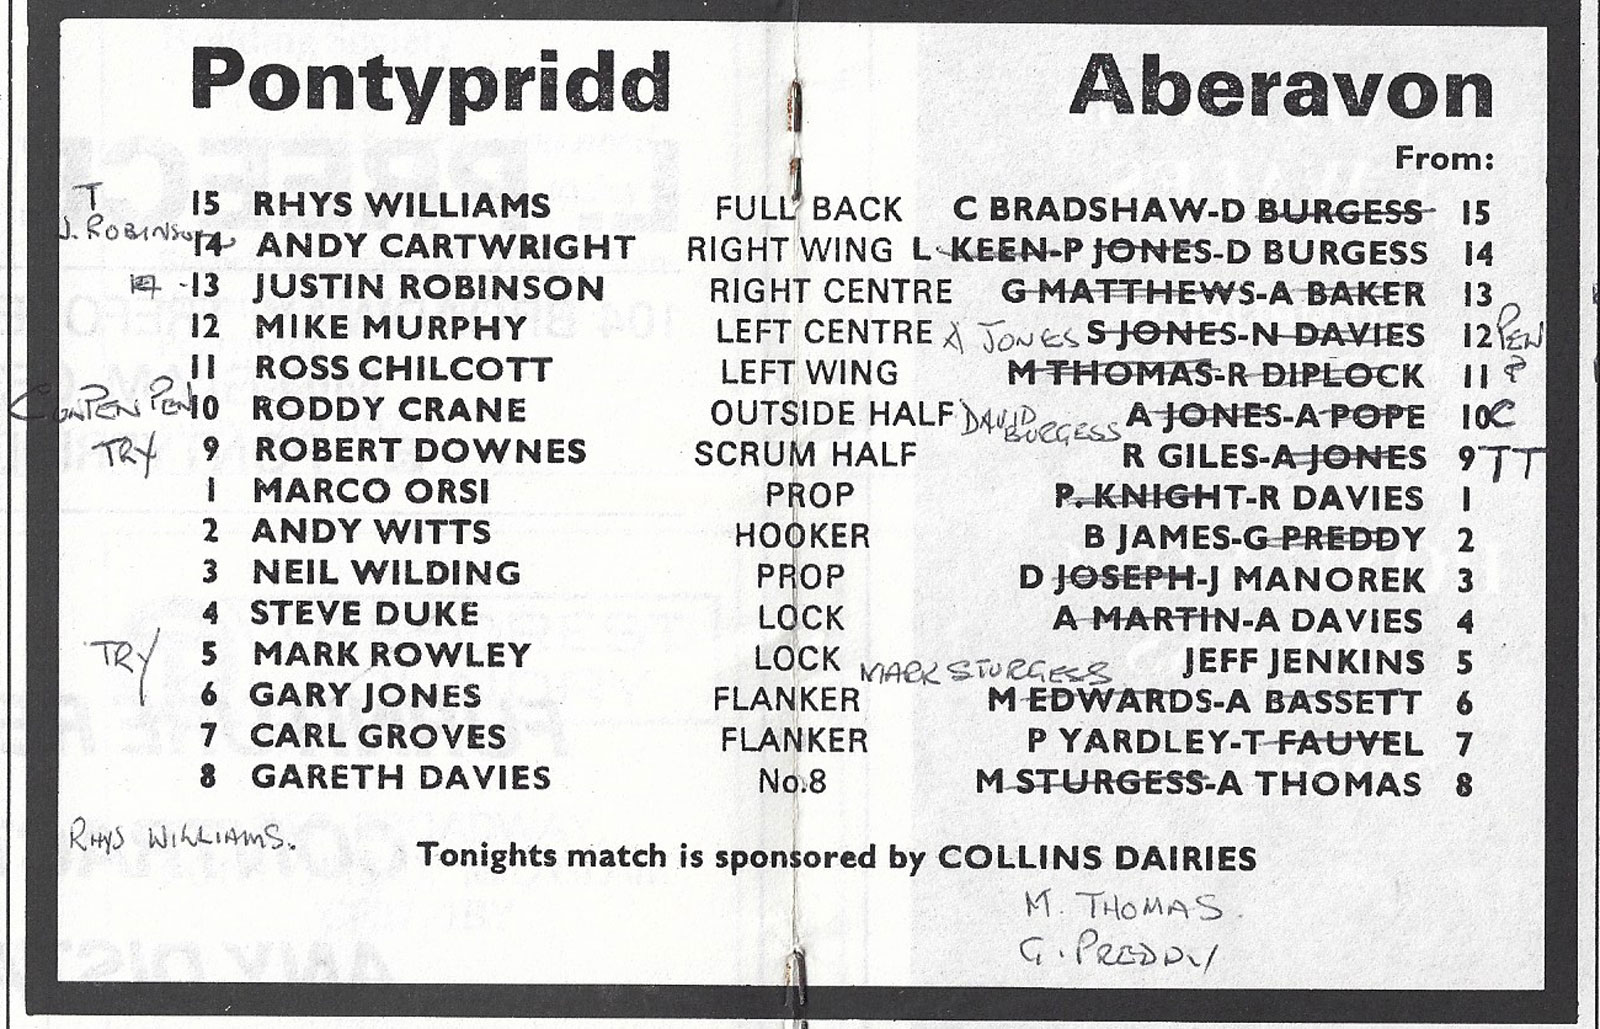 Pontypridd Aberavon
From:
T 15 RHYS WILLIAMS FULL BACK C BRADSHAW-D BURGESS 15
J. ROBINSON 14 ANDY CARTWRIGHT RIGHT WING L KEEN-P JONES-D BURGESS 14
13 JUSTIN ROBINSON RIGHT CENTRE G MATTHEWS-A BAKER 13
12 MIKE MURPHY LEFT CENTRE A JONES S JONES-N DAVIES 12 PEN
11 ROSS CHILCOTT LEFT WING M THOMAS-R DIPLOCK 11
CON PEN PEN 10 RODDY CRANE OUTSIDE HALF DAVID BURGESS A JONES-A POPE 10 C
TRY 9 ROBERT DOWNES SCRUM HALF R GILES-A JONES 9 TT
1 MARCO ORSI PROP P. KNIGHT-R DAVIES 1
2 ANDY WITTS HOOKER B JAMES-G PREDDY 2
3 NEIL WILDING PROP D JOSEPH-J MANOREK 3
4 STEVE DUKE LOCK A MARTIN-A DAVIES 4
TRY 5 MARK ROWLEY LOCK MARK STURGESS JEFF JENKINS 5
6 GARY JONES FLANKER M EDWARDS-A BASSETT 6
7 CARL GROVES FLANKER P YARDLEY-T FAUVEL 7
8 GARETH DAVIES No.8 M STURGESS-A THOMAS 8
RHYS WILLIAMS.
Tonights match is sponsored by COLLINS DAIRIES
M. THOMAS.
G. PREDDY